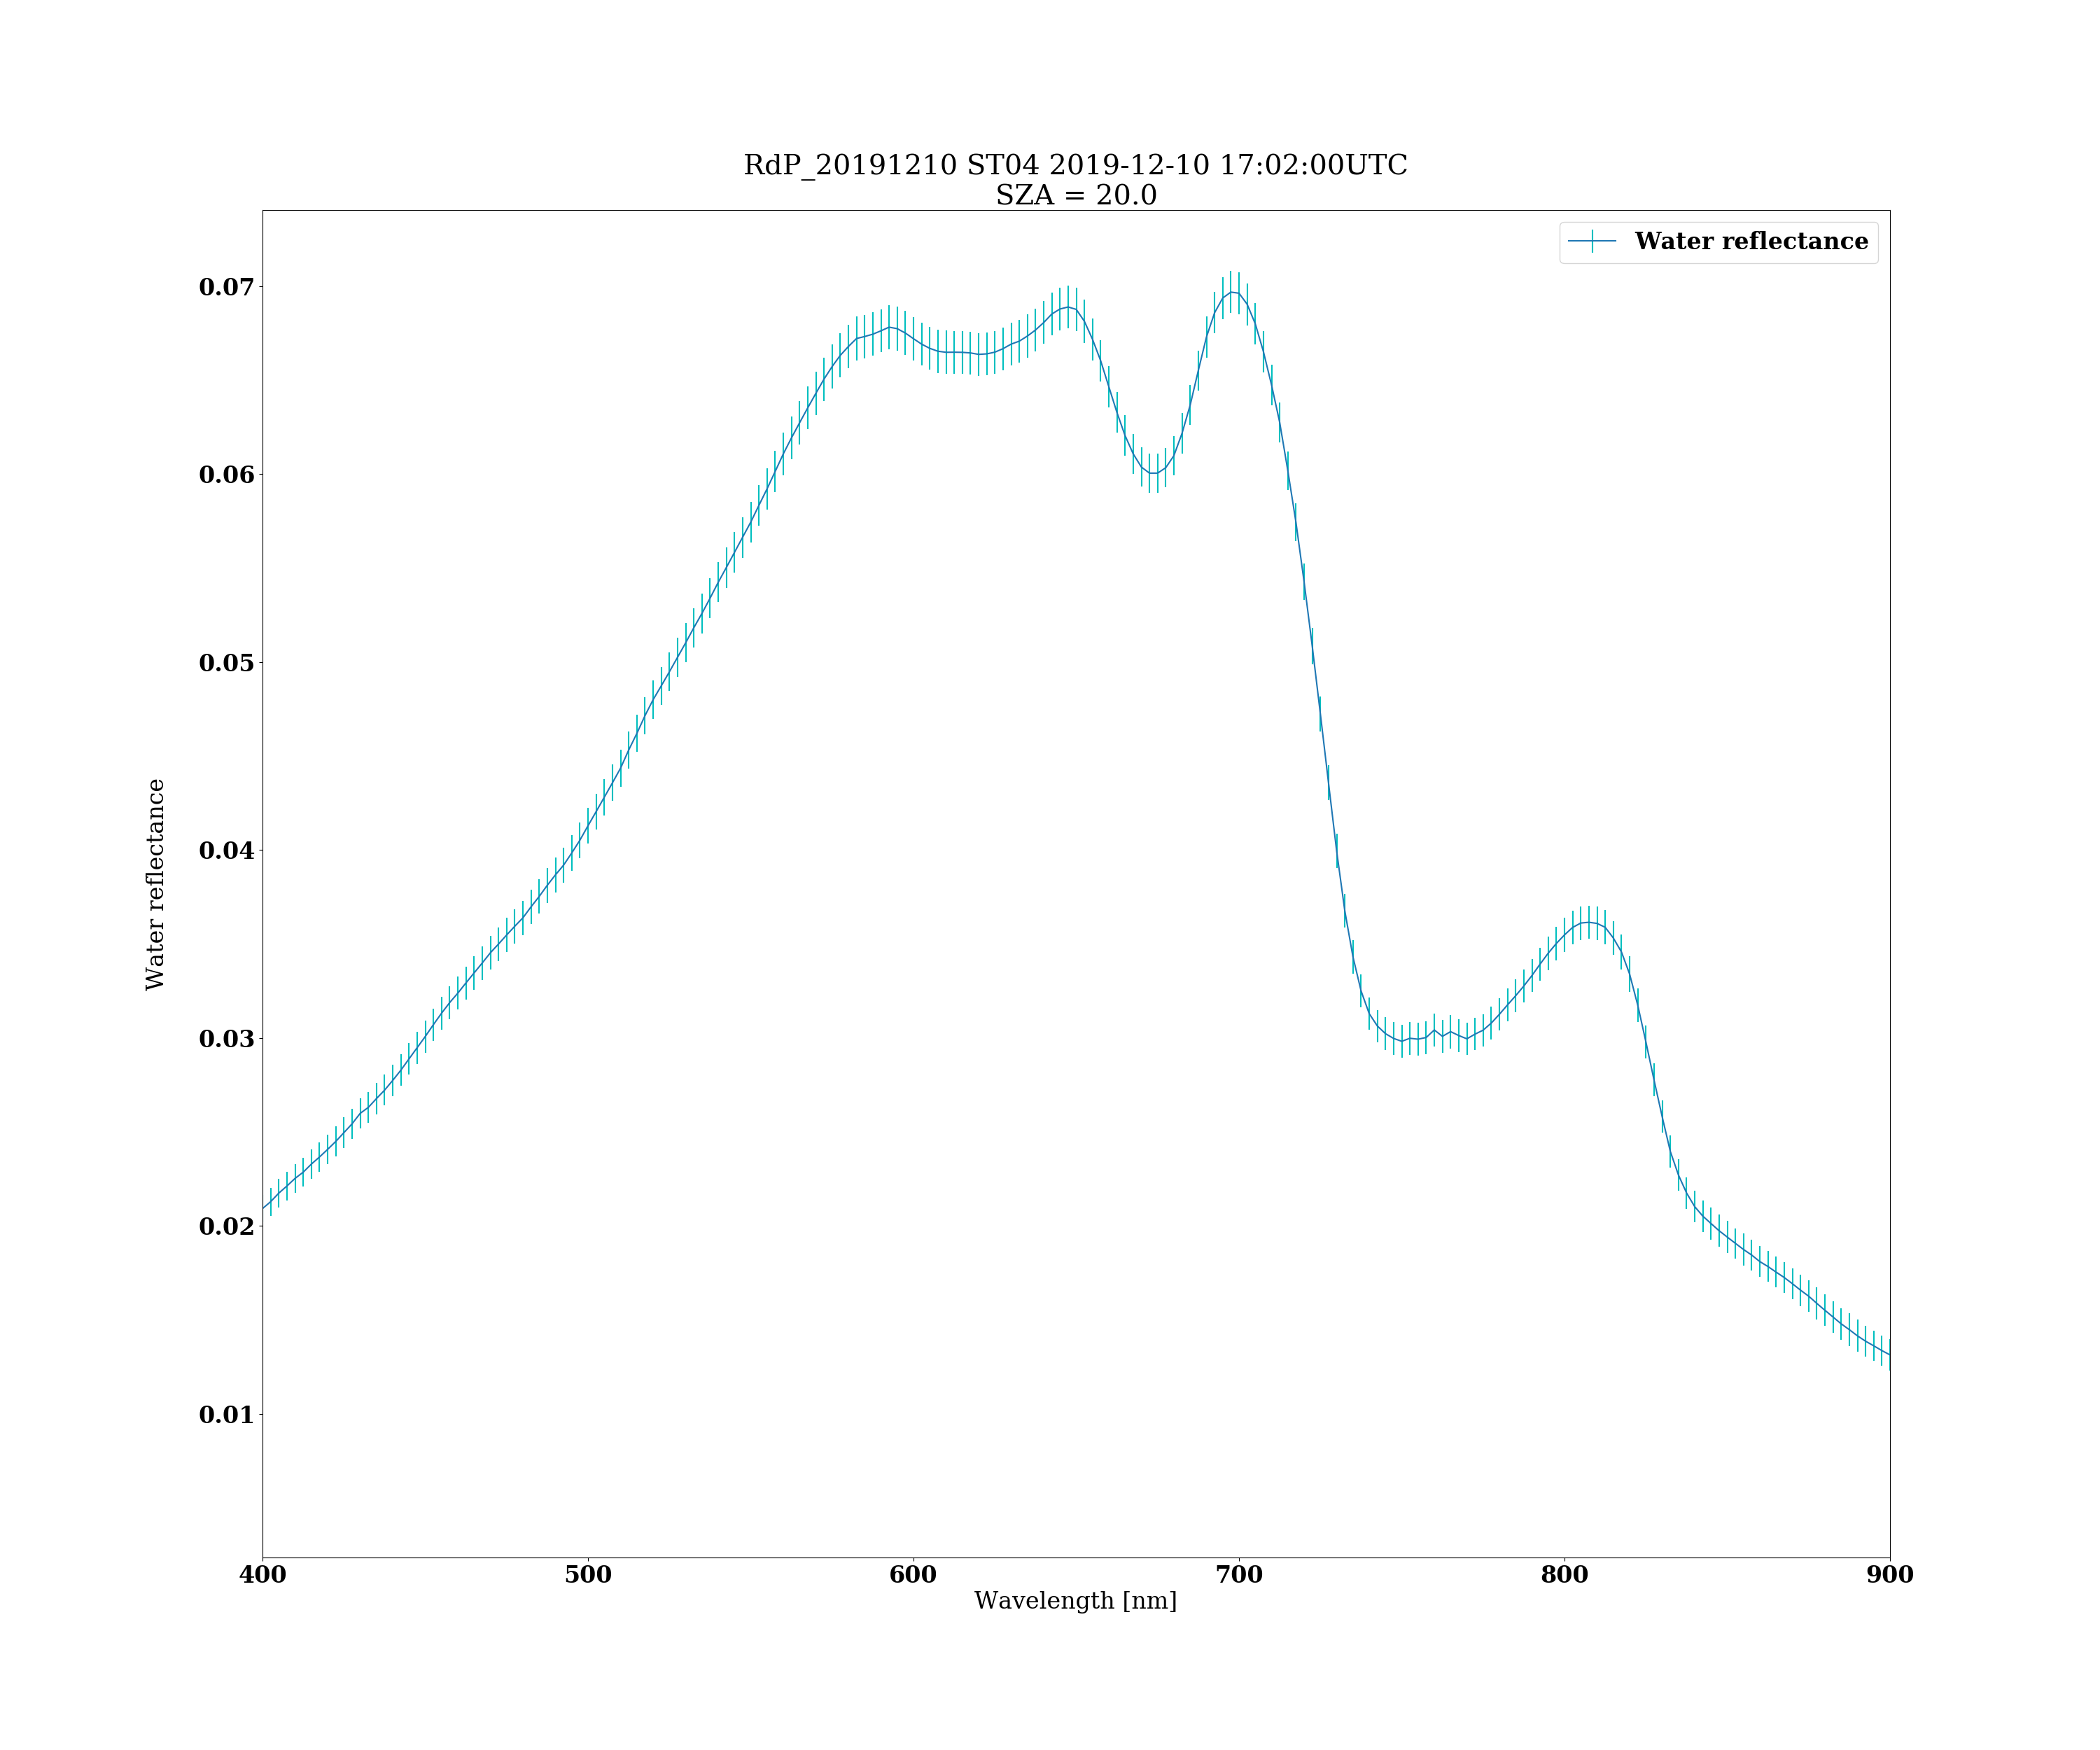 RdP_20191210 ST04 2019-12-10 17:02:00UTC
SZA = 20.0
Water reflectance
0.07
0.06
0.05
0.04
0.03
0.02
0.01
Water reflectance
400 500 600 700 800 900
Wavelength [nm]